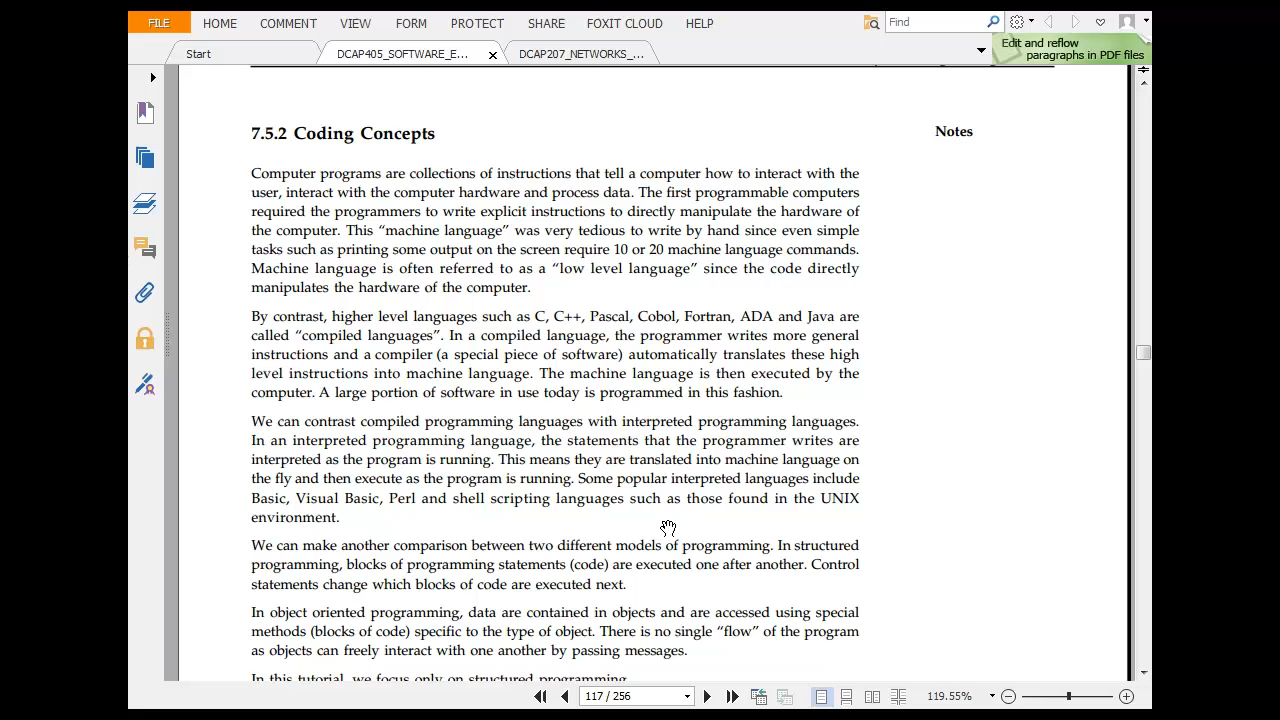 FILE HOME COMMENT VIEW FORM PROTECT SHARE FOXIT CLOUD HELP Find
Start DCAP405_SOFTWARE_E... DCAP207_NETWORKS_... Edit and reflow
paragraphs in PDF files
7.5.2 Coding Concepts Notes
Computer programs are collections of instructions that tell a computer how to interact with the
user, interact with the computer hardware and process data. The first programmable computers
required the programmers to write explicit instructions to directly manipulate the hardware of
the computer. This “machine language” was very tedious to write by hand since even simple
tasks such as printing some output on the screen require 10 or 20 machine language commands.
Machine language is often referred to as a “low level language” since the code directly
manipulates the hardware of the computer.
By contrast, higher level languages such as C, C++, Pascal, Cobol, Fortran, ADA and Java are
called “compiled languages”. In a compiled language, the programmer writes more general
instructions and a compiler (a special piece of software) automatically translates these high
level instructions into machine language. The machine language is then executed by the
computer. A large portion of software in use today is programmed in this fashion.
We can contrast compiled programming languages with interpreted programming languages.
In an interpreted programming language, the statements that the programmer writes are
interpreted as the program is running. This means they are translated into machine language on
the fly and then execute as the program is running. Some popular interpreted languages include
Basic, Visual Basic, Perl and shell scripting languages such as those found in the UNIX
environment.
We can make another comparison between two different models of programming. In structured
programming, blocks of programming statements (code) are executed one after another. Control
statements change which blocks of code are executed next.
In object oriented programming, data are contained in objects and are accessed using special
methods (blocks of code) specific to the type of object. There is no single “flow” of the program
as objects can freely interact with one another by passing messages.
In this tutorial, we focus only on structured programming.
117 / 256 119.55%